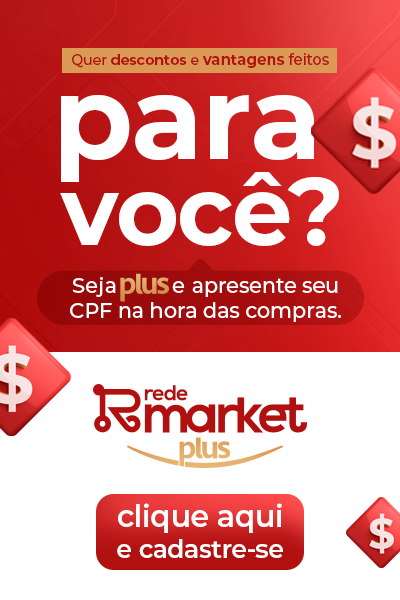 Quer descontos e vantagens feitos
para
você?
Seja plus e apresente seu
CPF na hora das compras.
$
$
rede
Rmarket
plus
clique aqui
e cadastre-se
$